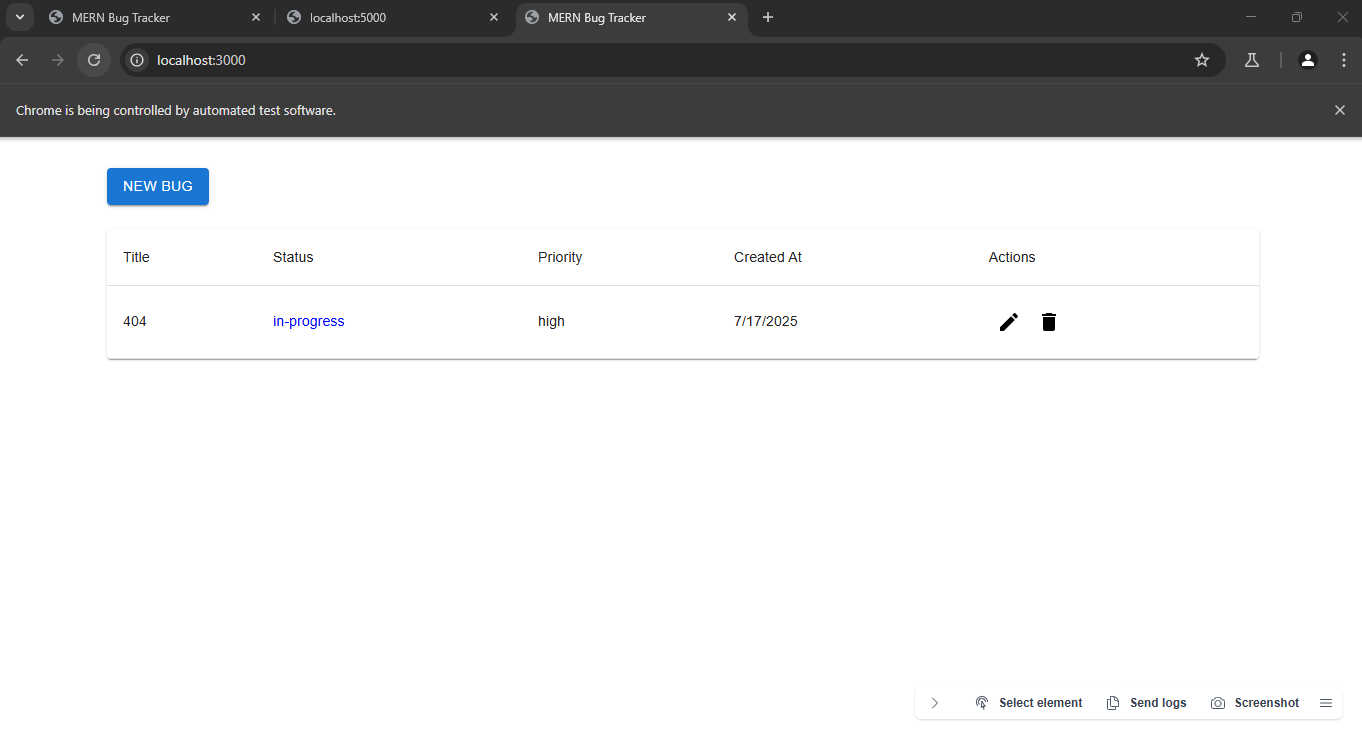 MERN Bug Tracker
localhost:5000
MERN Bug Tracker
localhost:3000
Chrome is being controlled by automated test software.
NEW BUG
Title Status Priority Created At Actions
404 in-progress high 7/17/2025
Select element Send logs Screenshot